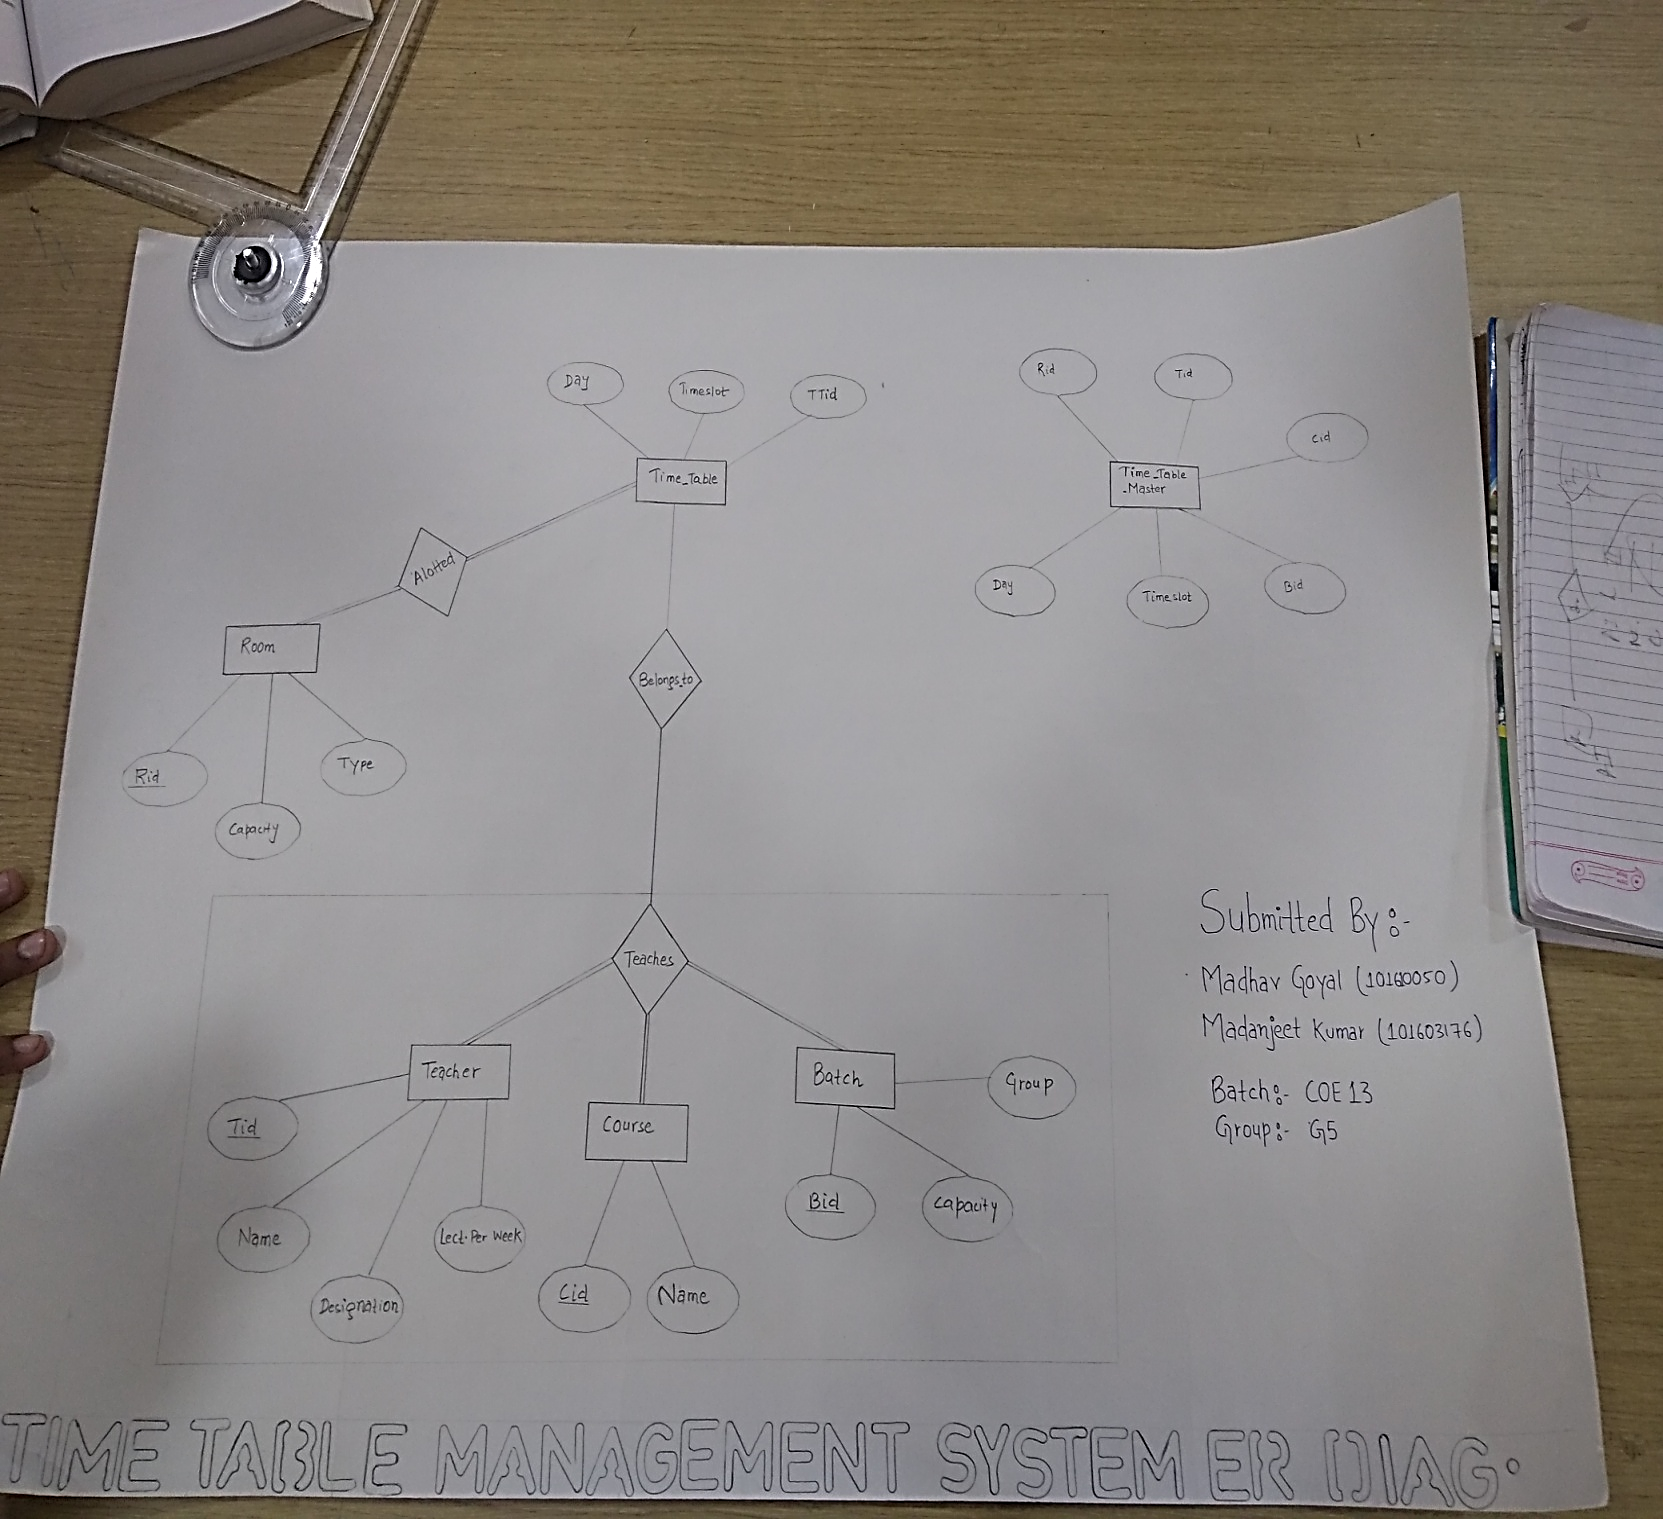 Day
Timeslot
TTid
Rid
Tid
Cid
Time_Table
Time_Table
_Master
Alotted
Day
Timeslot
Bid
Room
Belongs_to
Rid
Capacity
Type
Teaches
Teacher
Course
Batch
Group
Tid
Name
Designation
Lect. Per Week
Cid
Name
Bid
Capacity
Submitted By :-
Madhav Goyal (10160050)
Madanjeet Kumar (101603176)
Batch:- COE 13
Group:- G5
TIME TABLE MANAGEMENT SYSTEM ER DIAG.